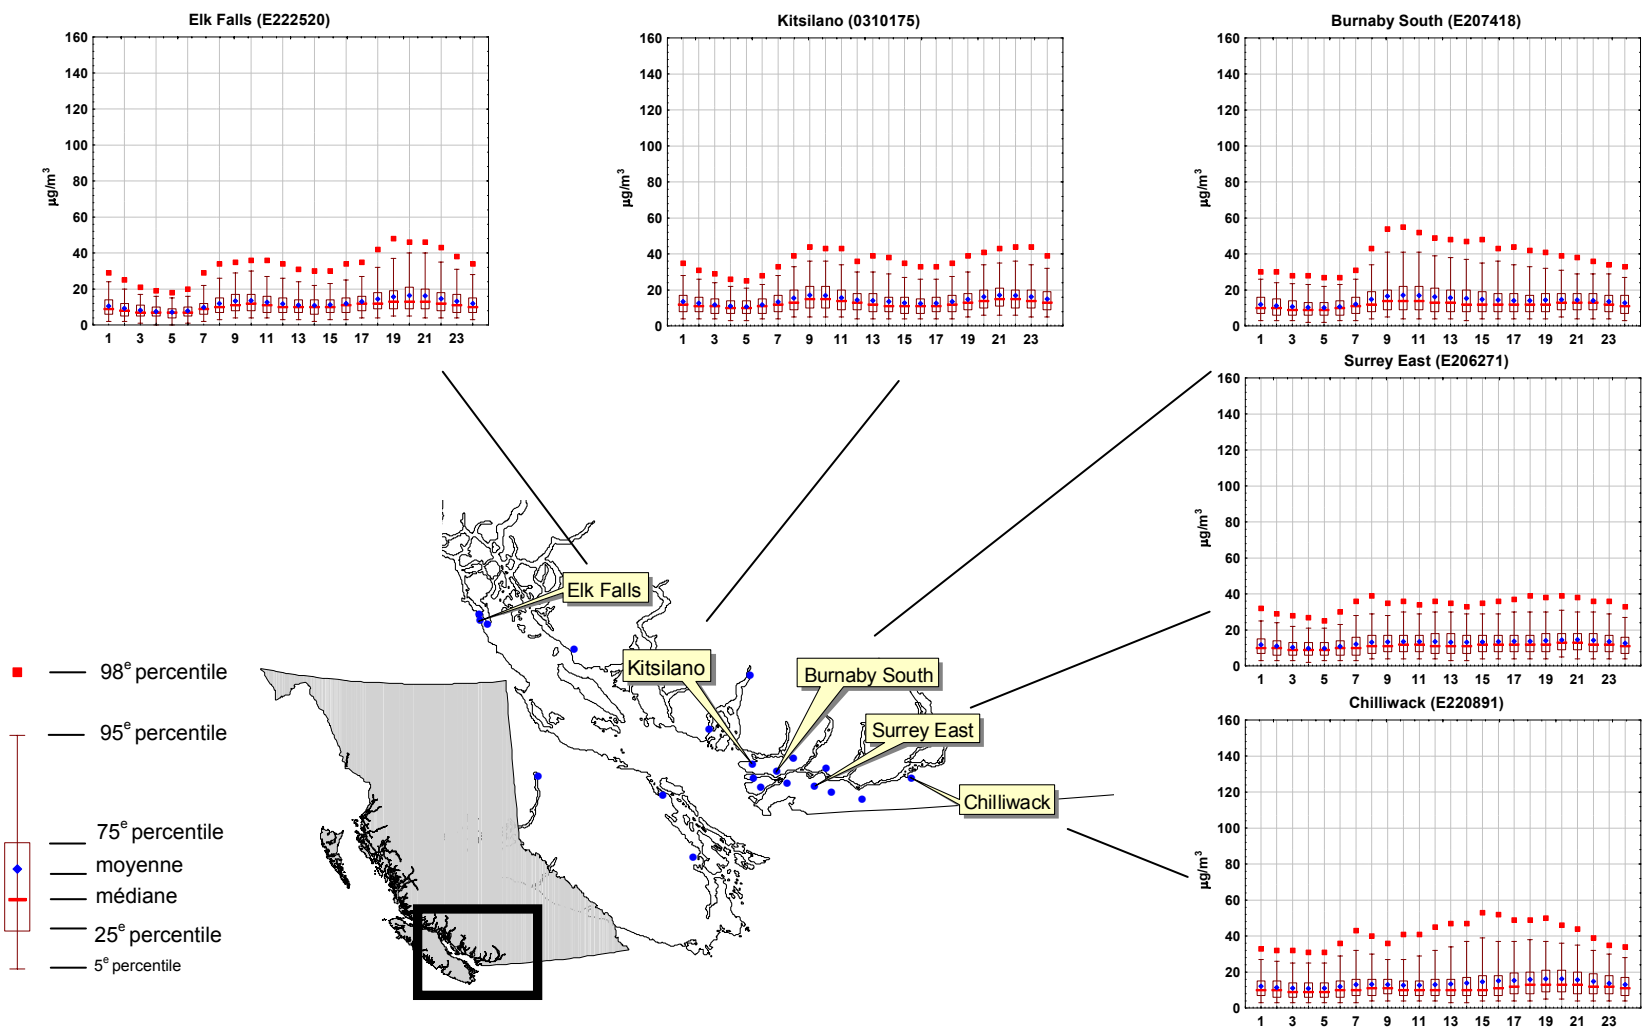 Elk Falls (E222520)
160
140
120
100
80
60
40
20
0
µg/m³
1 3 5 7 9 11 13 15 17 19 21 23
Kitsilano (0310175)
160
140
120
100
80
60
40
20
0
µg/m³
1 3 5 7 9 11 13 15 17 19 21 23
Burnaby South (E207418)
160
140
120
100
80
60
40
20
0
µg/m³
1 3 5 7 9 11 13 15 17 19 21 23
Surrey East (E206271)
160
140
120
100
80
60
40
20
0
µg/m³
1 3 5 7 9 11 13 15 17 19 21 23
Chilliwack (E220891)
160
140
120
100
80
60
40
20
0
µg/m³
1 3 5 7 9 11 13 15 17 19 21 23
Elk Falls
Kitsilano
Burnaby South
Surrey East
Chilliwack
98e percentile
95e percentile
75e percentile
moyenne
médiane
25e percentile
5e percentile